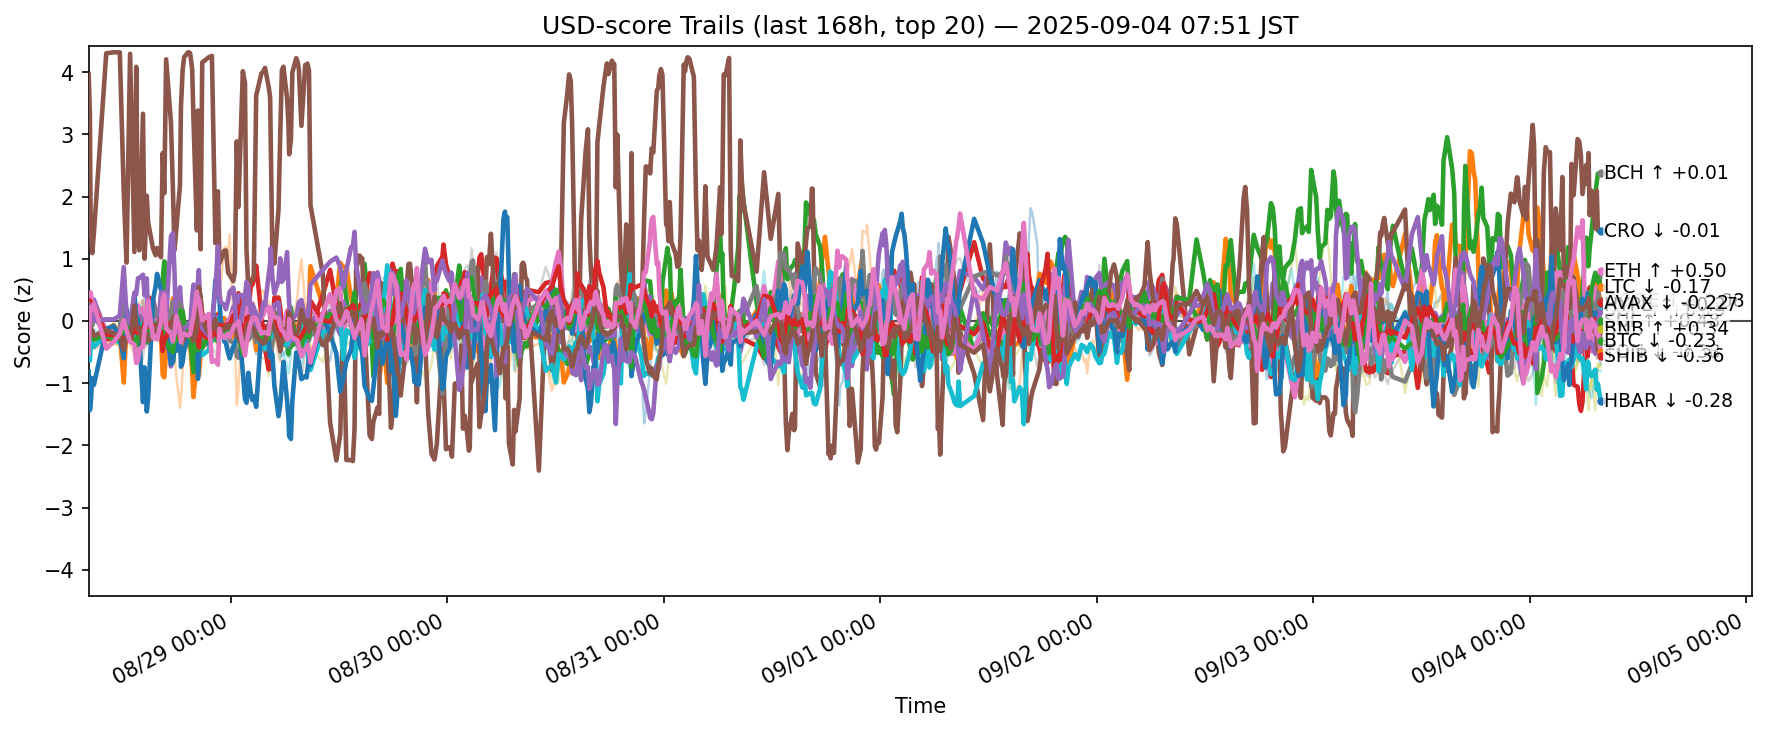 USD-score Trails (last 168h, top 20) — 2025-09-04 07:51 JST
Score (z)
4
3
2
1
0
−1
−2
−3
−4
BCH ↑ +0.01
CRO ↓ -0.01
ETH ↑ +0.50
LTC ↓ -0.17
AVAX ↓
BNB ↑ +0.34
BTC ↓ -0.23
SHIB ↓ -0.36
HBAR ↓ -0.28
08/29 00:00
08/30 00:00
08/31 00:00
09/01 00:00
09/02 00:00
09/03 00:00
09/04 00:00
09/05 00:00
Time